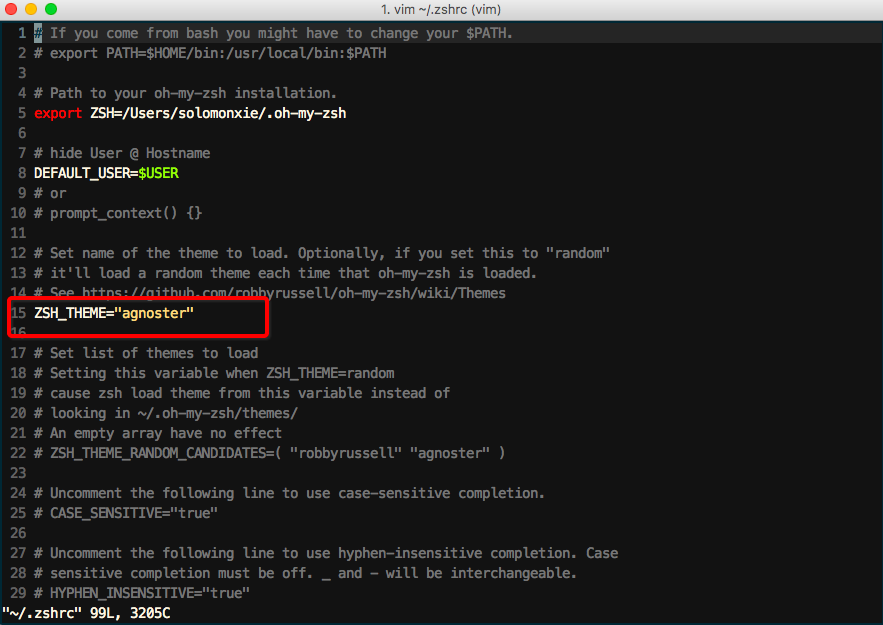 1. vim ~/.zshrc (vim)
1 # If you come from bash you might have to change your $PATH.
2 # export PATH=$HOME/bin:/usr/local/bin:$PATH
3
4 # Path to your oh-my-zsh installation.
5 export ZSH=/Users/solomonxie/.oh-my-zsh
6
7 # hide User @ Hostname
8 DEFAULT_USER=$USER
9 # or
10 # prompt_context() {}
11
12 # Set name of the theme to load. Optionally, if you set this to "random"
13 # it'll load a random theme each time that oh-my-zsh is loaded.
14 # See https://github.com/robbyrussell/oh-my-zsh/wiki/Themes
15 ZSH_THEME="agnoster"
16
17 # Set list of themes to load
18 # Setting this variable when ZSH_THEME=random
19 # cause zsh load theme from this variable instead of
20 # looking in ~/.oh-my-zsh/themes/
21 # An empty array have no effect
22 # ZSH_THEME_RANDOM_CANDIDATES=( "robbyrussell" "agnoster" )
23
24 # Uncomment the following line to use case-sensitive completion.
25 # CASE_SENSITIVE="true"
26
27 # Uncomment the following line to use hyphen-insensitive completion. Case
28 # sensitive completion must be off. _ and - will be interchangeable.
29 # HYPHEN_INSENSITIVE="true"
"~/.zshrc" 99L, 3205C